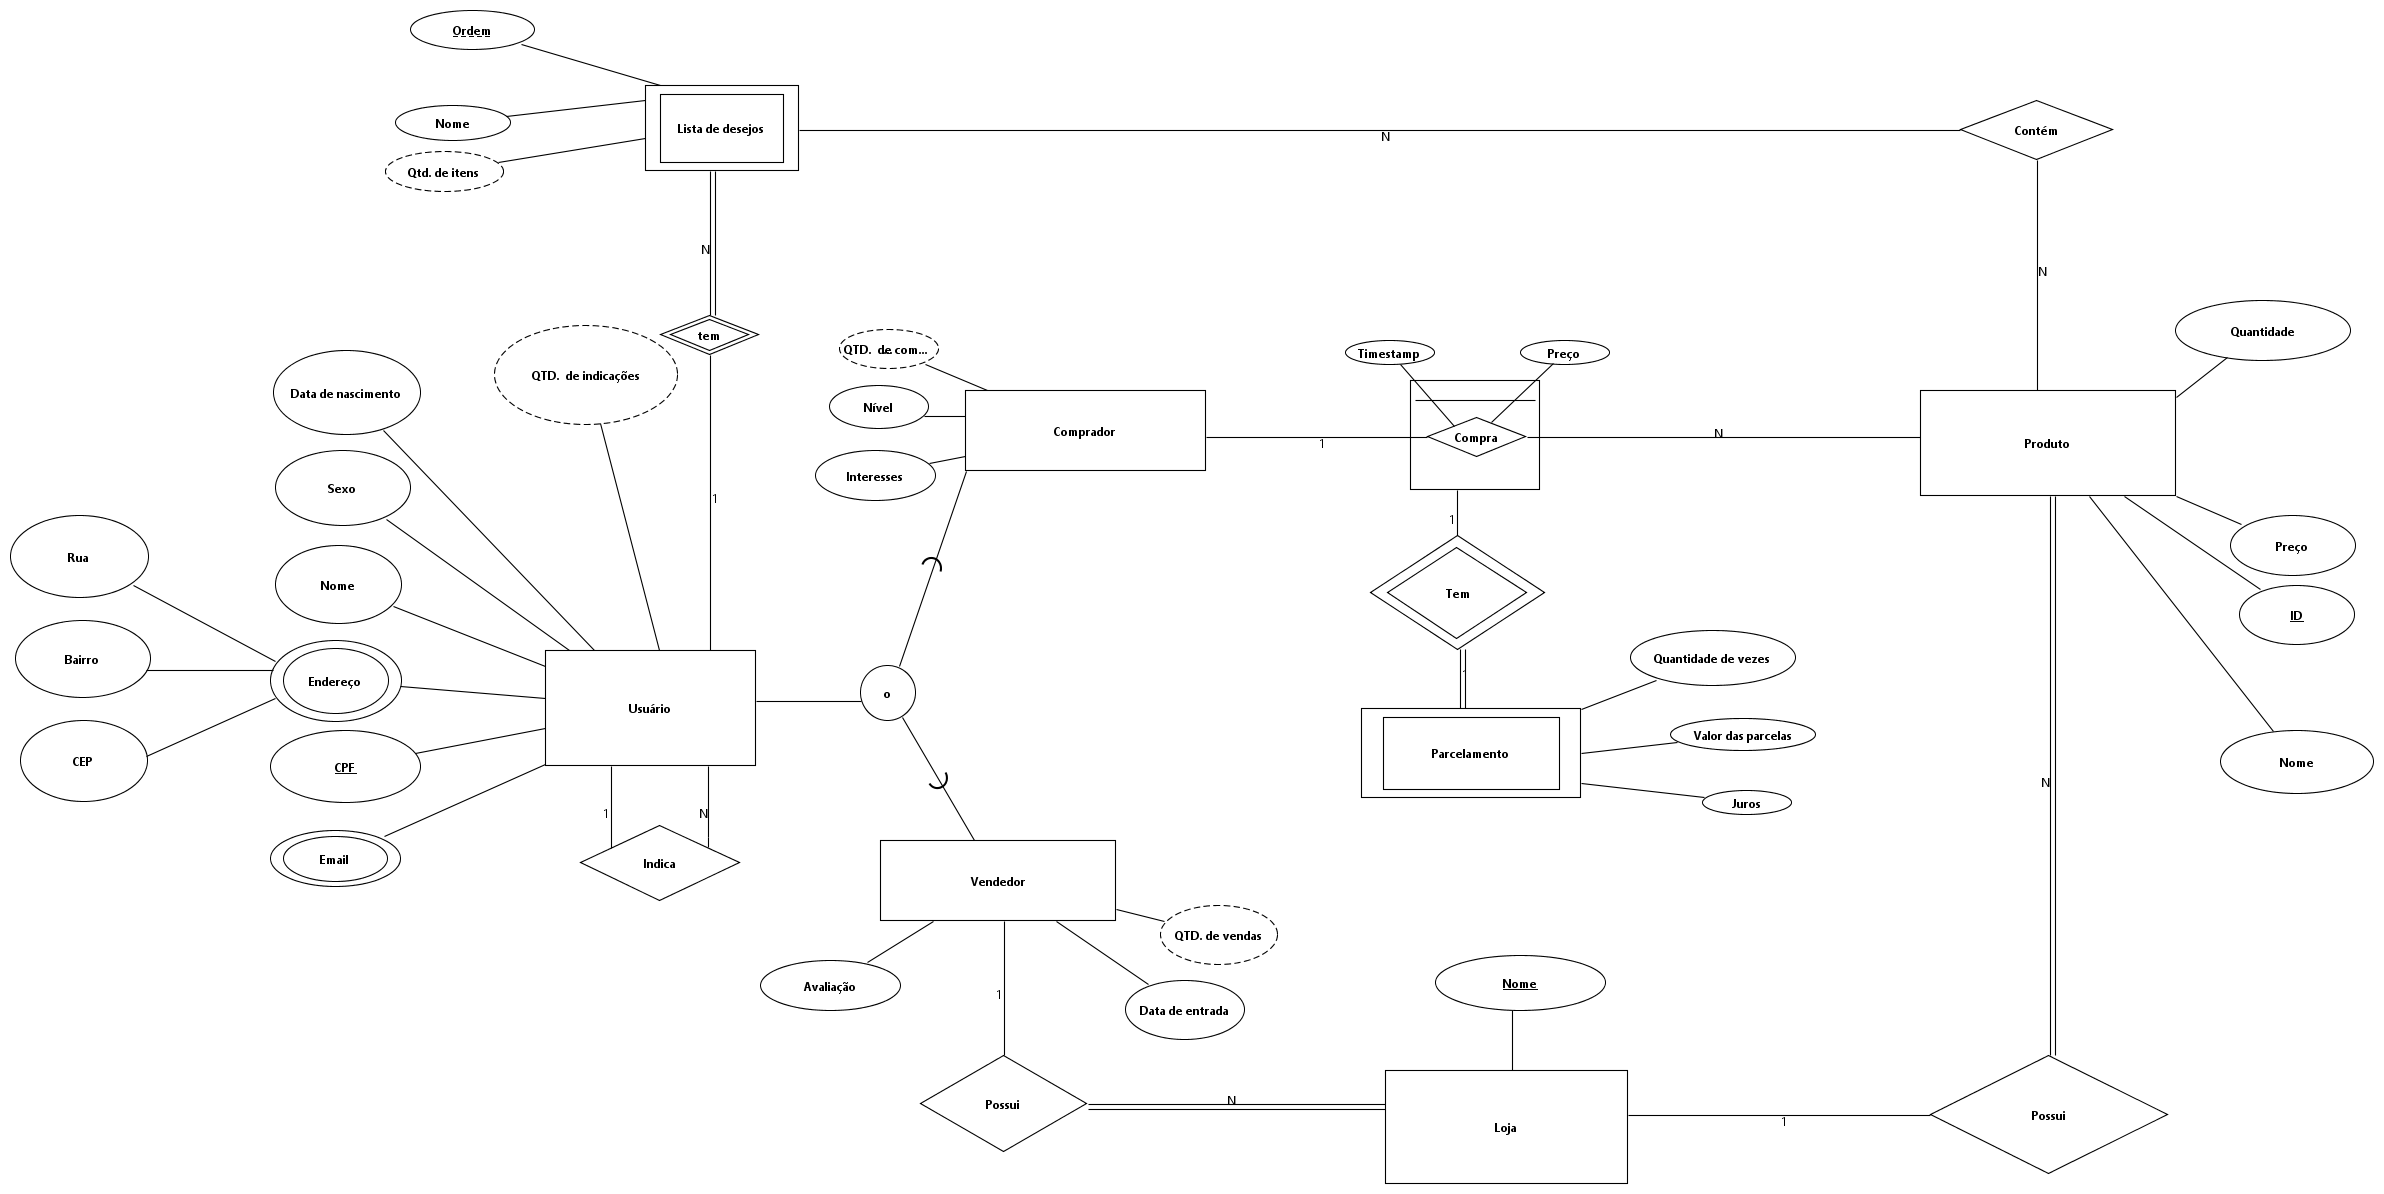 Ordem
Nome
Lista de desejos
Qtd. de itens
N
Contém
N
N
tem
QTD. de indicações
Data de nascimento
Sexo
Nome
Rua
Bairro
CEP
Endereço
CPF
Email
Usuário
1
1
N
Indica
o
QTD. de com...
Nível
Interesses
Comprador
1
Timestamp
Preço
Compra
N
Produto
Quantidade
Preço
ID
Nome
1
Tem
Parcelamento
Quantidade de vezes
Valor das parcelas
Juros
Vendedor
Avaliação
QTD. de vendas
Data de entrada
1
Possui
N
Nome
Loja
1
Possui
N